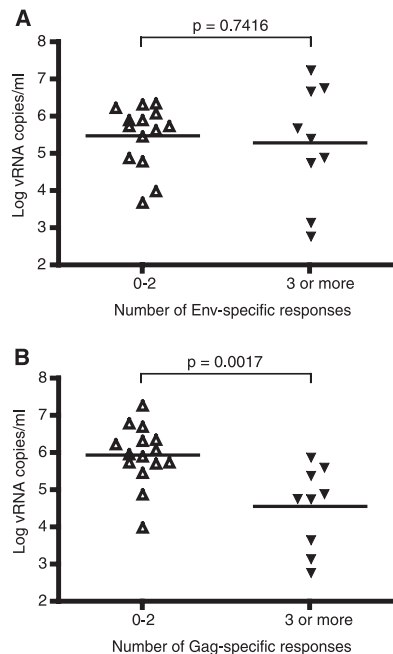 A
p = 0.7416
8
7
6
5
4
3
2
Log vRNA copies/ml
0-2
3 or more
Number of Env-specific responses
B
p = 0.0017
8
7
6
5
4
3
2
Log vRNA copies/ml
0-2
3 or more
Number of Gag-specific responses